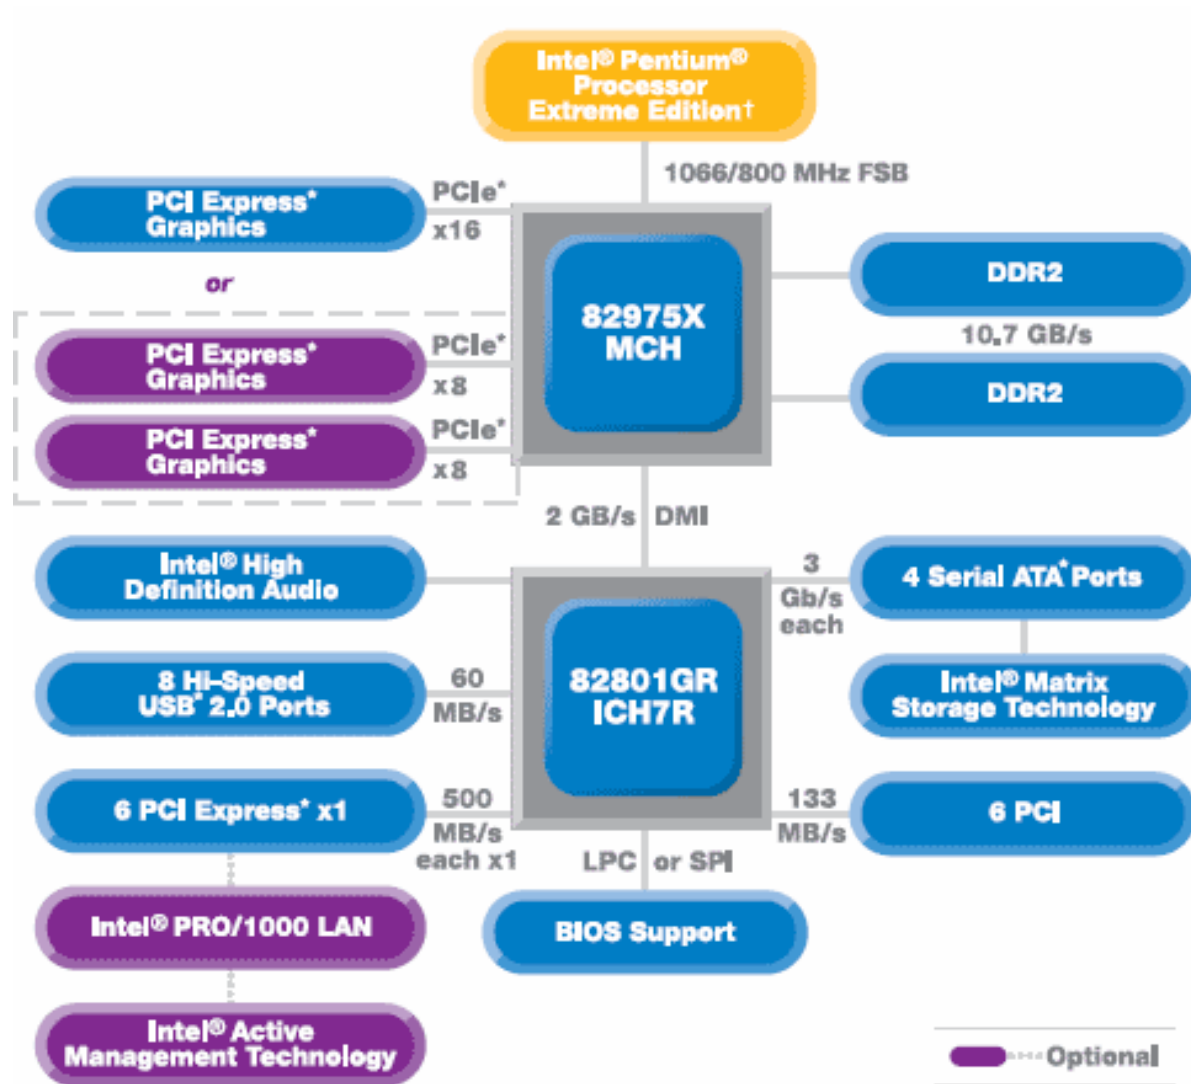 Intel® Pentium®
Processor
Extreme Edition†
1066/800 MHz FSB
PCI Express*
Graphics
PCIe*
x16
or
PCI Express*
Graphics
PCIe*
x8
PCI Express*
Graphics
PCIe*
x8
82975X
MCH
DDR2
10.7 GB/s
DDR2
2 GB/s DMI
Intel® High
Definition Audio
8 Hi-Speed
USB* 2.0 Ports
60
MB/s
6 PCI Express* x1
500
MB/s
each x1
Intel® PRO/1000 LAN
Intel® Active
Management Technology
82801GR
ICH7R
3
Gb/s
each
4 Serial ATA* Ports
Intel® Matrix
Storage Technology
133
MB/s
6 PCI
LPC or SPI
BIOS Support
Optional